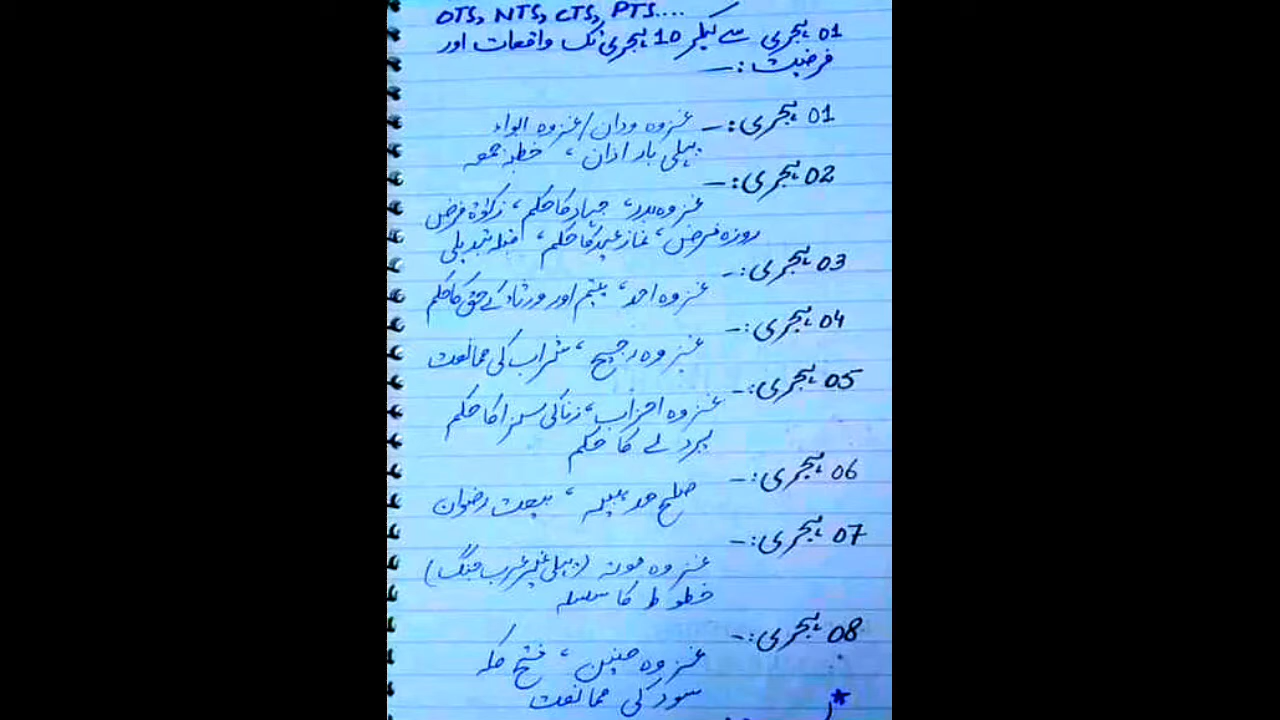 OTS, NTS, CTS, PTS....
01 ہجری سے لیکر 10 ہجری تک واقعات اور
فرضیت:—
01 ہجری:—
غزوہ ودان/غزوہ ابواء
پہلی بار اذان، خطبہ جمعہ
02 ہجری:—
غزوہ بدر، جہاد کا حکم، زکوٰۃ فرض
روزہ فرض، نماز عید کا حکم، قبلہ تبدیلی
03 ہجری:—
غزوہ احد، یتیم اور ورثاء کے حق کا حکم
04 ہجری:—
غزوہ رجیع، شراب کی ممانعت
05 ہجری:—
غزوہ احزاب، زنا کی سزا کا حکم
پردے کا حکم
06 ہجری:—
صلح حدیبیہ، بیعت رضوان
07 ہجری:—
غزوہ موتہ (پہلی غیر عرب جنگ)
خطوط کا سلسلہ
08 ہجری:—
غزوہ حنین، فتح مکہ
سود کی ممانعت